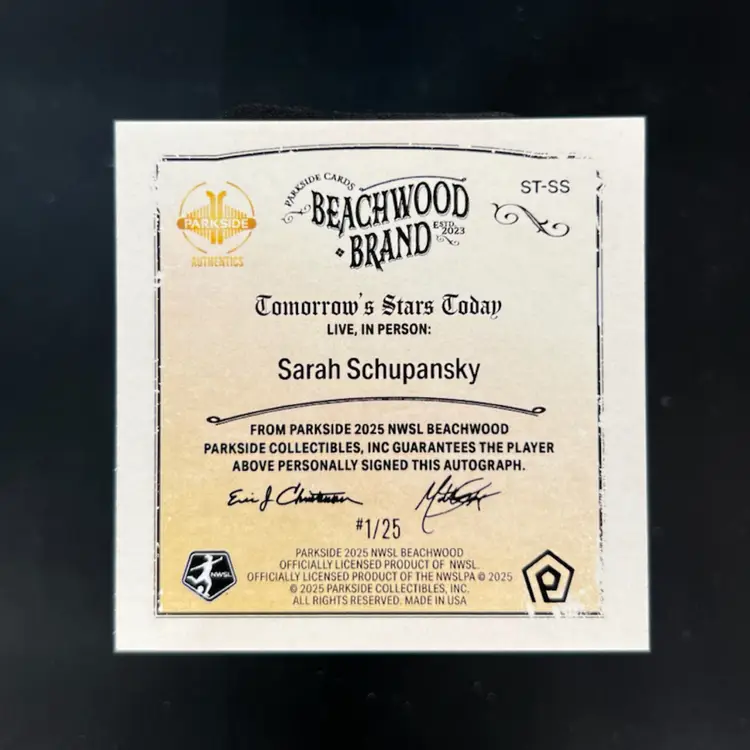 PARKSIDE
AUTHENTICS
PARKSIDE CARDS
BEACHWOOD
BRAND
ESTD.
2023
ST-SS
Tomorrow's Stars Today
LIVE, IN PERSON:
Sarah Schupansky
FROM PARKSIDE 2025 NWSL BEACHWOOD
PARKSIDE COLLECTIBLES, INC GUARANTEES THE PLAYER
ABOVE PERSONALLY SIGNED THIS AUTOGRAPH.
#1/25
PARKSIDE 2025 NWSL BEACHWOOD
OFFICIALLY LICENSED PRODUCT OF NWSL.
OFFICIALLY LICENSED PRODUCT OF THE NWSLPA © 2025
© 2025 PARKSIDE COLLECTIBLES, INC.
ALL RIGHTS RESERVED. MADE IN USA
NWSL